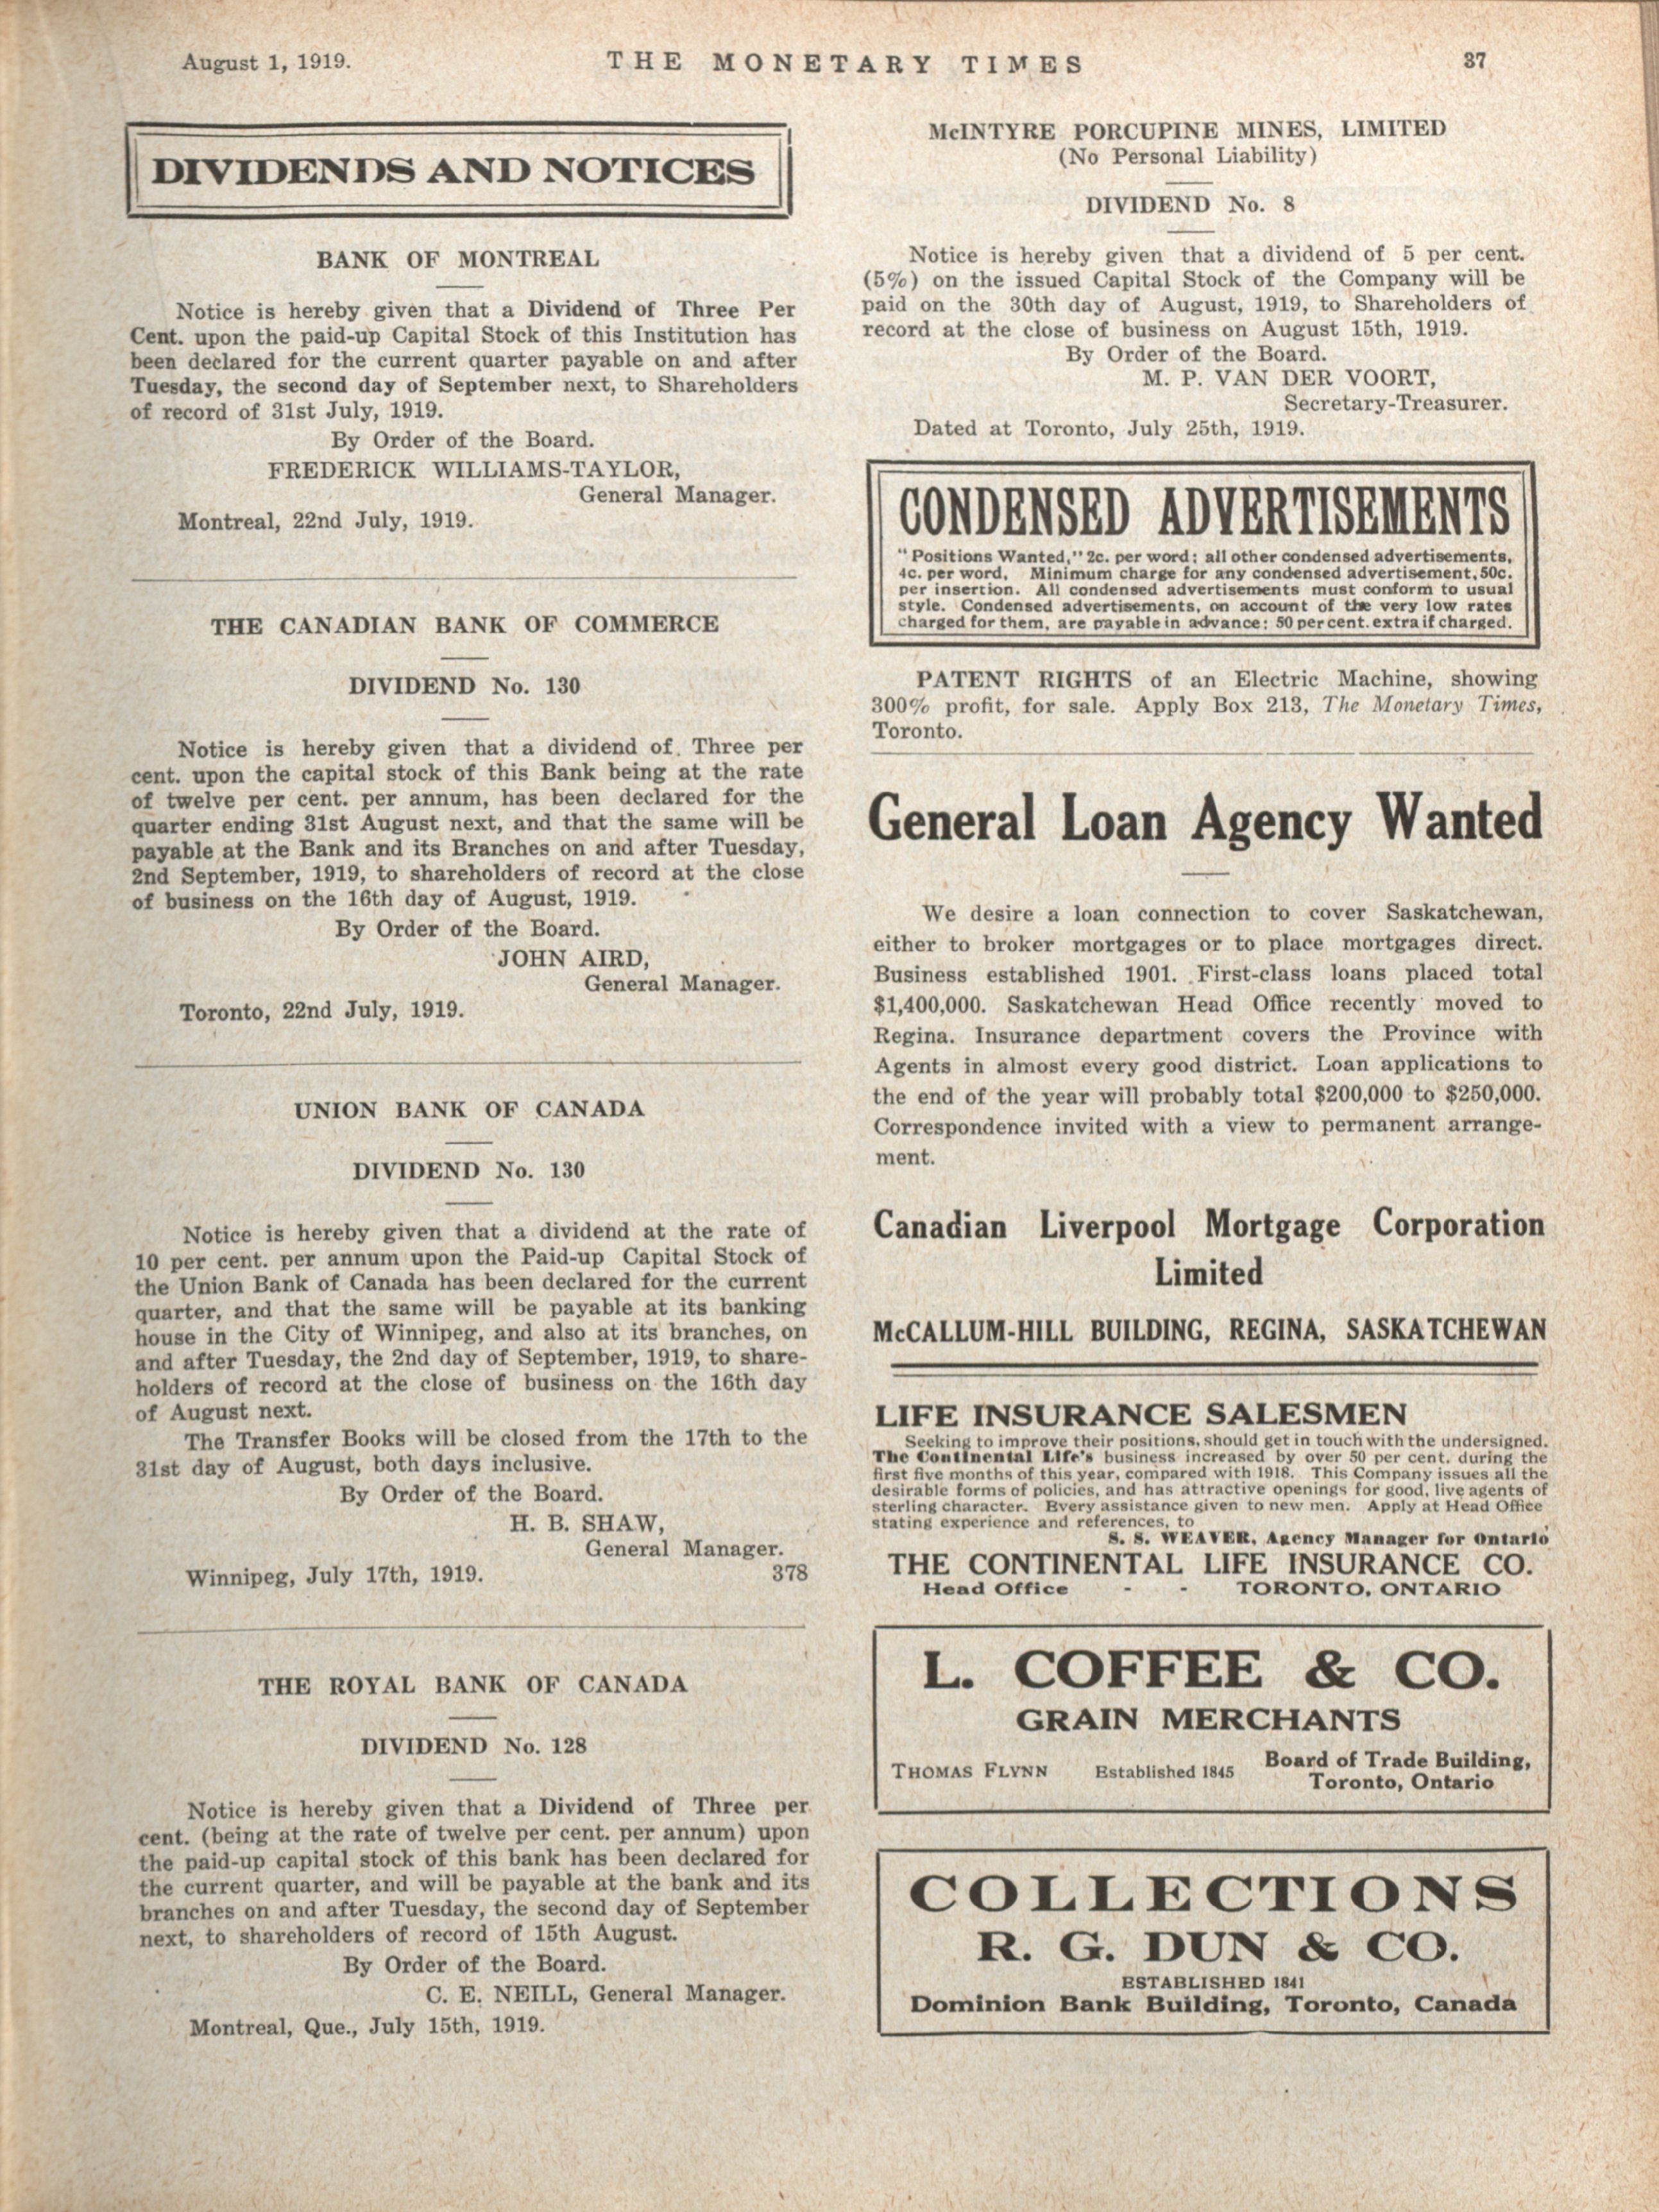 August 1, 1919.
THE MONETARY TIMES
37
DIVIDENDS AND NOTICES
BANK OF MONTREAL
Notice is hereby given that a Dividend of Three Per
Cent. upon the paid-up Capital Stock of this Institution has
been declared for the current quarter payable on and after
Tuesday, the second day of September next, to Shareholders
of record of 31st July, 1919.
By Order of the Board.
FREDERICK WILLIAMS-TAYLOR,
General Manager.
Montreal, 22nd July, 1919.
THE CANADIAN BANK OF COMMERCE
DIVIDEND No. 130
Notice is hereby given that a dividend of Three per
cent. upon the capital stock of this Bank being at the rate
of twelve per cent. per annum, has been declared for the
quarter ending 31st August next, and that the same will be
payable at the Bank and its Branches on and after Tuesday,
2nd September, 1919, to shareholders of record at the close
of business on the 16th day of August, 1919.
By Order of the Board.
JOHN AIRD,
General Manager.
Toronto, 22nd July, 1919.
UNION BANK OF CANADA
DIVIDEND No. 130
Notice is hereby given that a dividend at the rate of
10 per cent. per annum upon the Paid-up Capital Stock of
the Union Bank of Canada has been declared for the current
quarter, and that the same will be payable at its banking
house in the City of Winnipeg, and also at its branches, on
and after Tuesday, the 2nd day of September, 1919, to share-
holders of record at the close of business on the 16th day
of August next.
The Transfer Books will be closed from the 17th to the
31st day of August, both days inclusive.
By Order of the Board.
H. B. SHAW,
General Manager.
Winnipeg, July 17th, 1919. 378
THE ROYAL BANK OF CANADA
DIVIDEND No. 128
Notice is hereby given that a Dividend of Three per
cent. (being at the rate of twelve per cent. per annum) upon
the paid-up capital stock of this bank has been declared for
the current quarter, and will be payable at the bank and its
branches on and after Tuesday, the second day of September
next, to shareholders of record of 15th August.
By Order of the Board.
C. E. NEILL, General Manager.
Montreal, Que., July 15th, 1919.
McINTYRE PORCUPINE MINES, LIMITED
(No Personal Liability)
DIVIDEND No. 8
Notice is hereby given that a dividend of 5 per cent.
(5%) on the issued Capital Stock of the Company will be
paid on the 30th day of August, 1919, to Shareholders of
record at the close of business on August 15th, 1919.
By Order of the Board.
M. P. VAN DER VOORT,
Secretary-Treasurer.
Dated at Toronto, July 25th, 1919.
CONDENSED ADVERTISEMENTS
"Positions Wanted," 2c. per word; all other condensed advertisements,
4c. per word. Minimum charge for any condensed advertisement, 50c.
per insertion. All condensed advertisements must conform to usual
style. Condensed advertisements, on account of the very low rates
charged for them, are payable in advance; 50 per cent. extra if charged.
PATENT RIGHTS of an Electric Machine, showing
300% profit, for sale. Apply Box 213, The Monetary Times,
Toronto.
General Loan Agency Wanted
We desire a loan connection to cover Saskatchewan,
either to broker mortgages or to place mortgages direct.
Business established 1901. First-class loans placed total
$1,400,000. Saskatchewan Head Office recently moved to
Regina. Insurance department covers the Province with
Agents in almost every good district. Loan applications to
the end of the year will probably total $200,000 to $250,000.
Correspondence invited with a view to permanent arrange-
ment.
Canadian Liverpool Mortgage Corporation
Limited
McCALLUM-HILL BUILDING, REGINA, SASKATCHEWAN
LIFE INSURANCE SALESMEN
Seeking to improve their positions, should get in touch with the undersigned.
The Continental Life's business increased by over 50 per cent. during the
first five months of this year, compared with 1918. This Company issues all the
desirable forms of policies, and has attractive openings for good, live agents of
sterling character. Every assistance given to new men. Apply at Head Office
stating experience and references, to
S. S. WEAVER, Agency Manager for Ontario
THE CONTINENTAL LIFE INSURANCE CO.
Head Office - - TORONTO, ONTARIO
L. COFFEE & CO.
GRAIN MERCHANTS
THOMAS FLYNN Established 1845 Board of Trade Building,
Toronto, Ontario
COLLECTIONS
R. G. DUN & CO.
ESTABLISHED 1841
Dominion Bank Building, Toronto, Canada